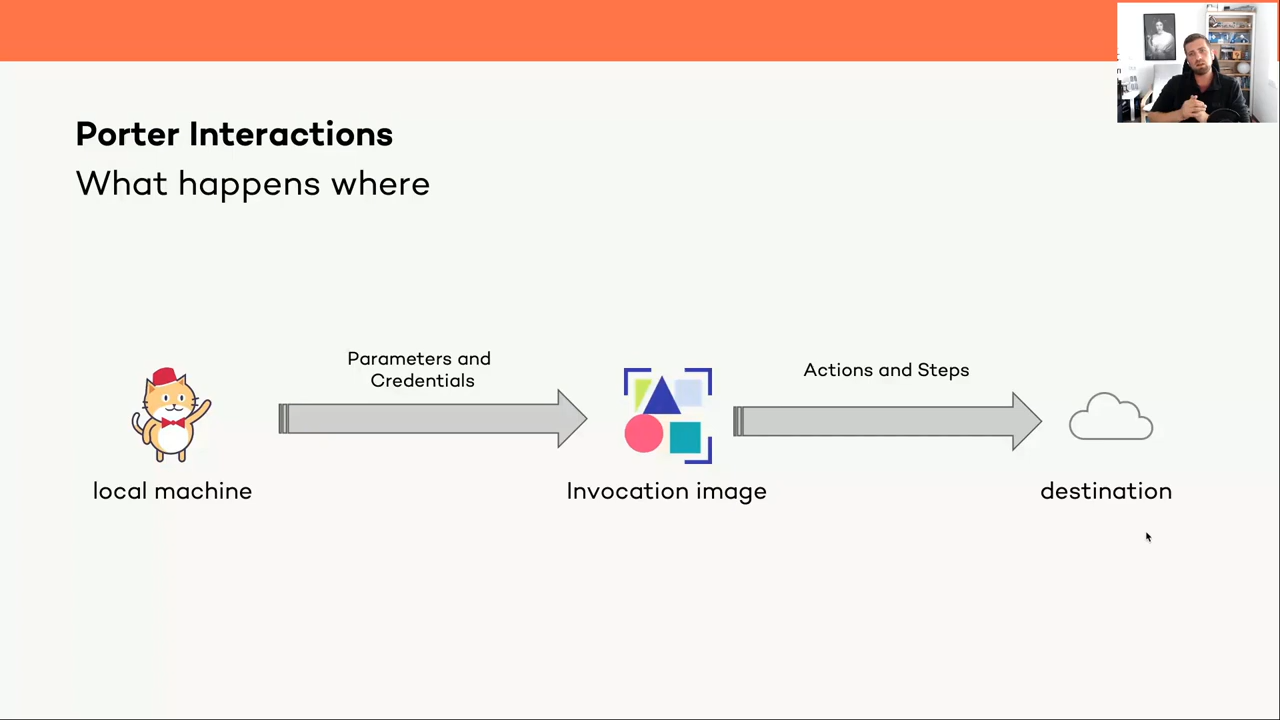 Porter Interactions
What happens where
Parameters and
Credentials
Actions and Steps
local machine
Invocation image
destination